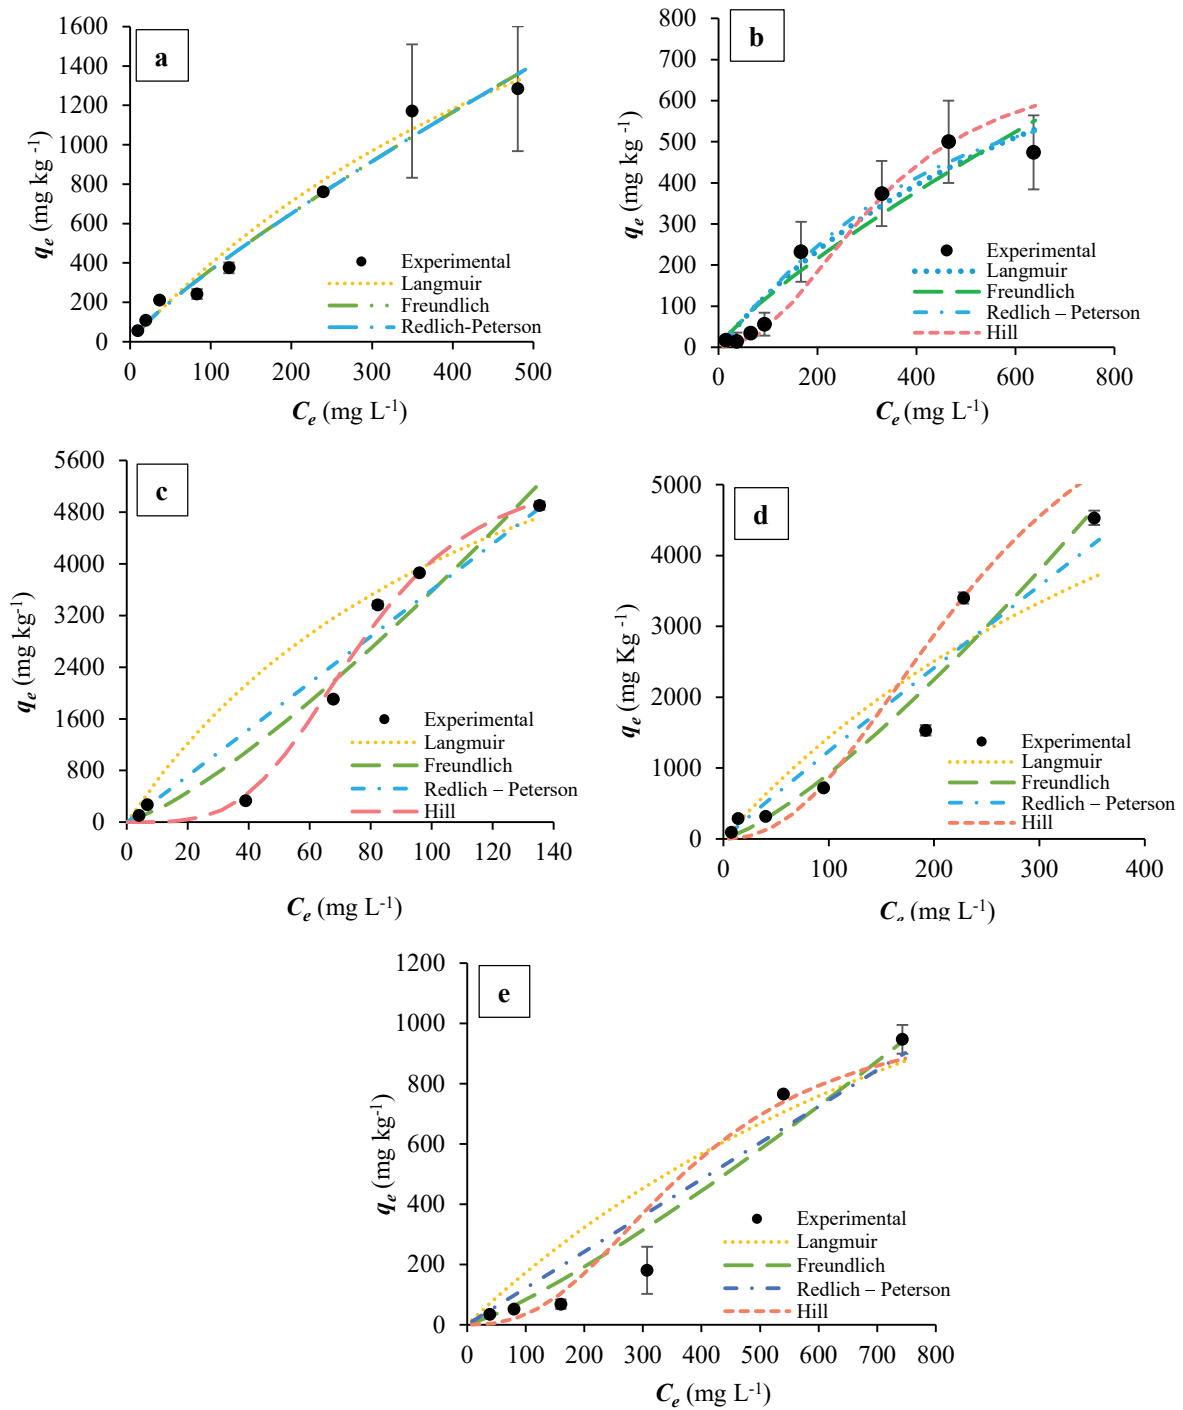 a
q_e (mg kg⁻¹)
1600
1400
1200
1000
800
600
400
200
0
0 100 200 300 400 500
C_e (mg L⁻¹)
Experimental
Langmuir
Freundlich
Redlich-Peterson
b
q_e (mg kg⁻¹)
800
700
600
500
400
300
200
100
0
0 200 400 600 800
C_e (mg L⁻¹)
Experimental
Langmuir
Freundlich
Redlich – Peterson
Hill
c
q_e (mg kg⁻¹)
5600
4800
4000
3200
2400
1600
800
0
0 20 40 60 80 100 120 140
C_e (mg L⁻¹)
Experimental
Langmuir
Freundlich
Redlich – Peterson
Hill
d
q_e (mg Kg⁻¹)
5000
4000
3000
2000
1000
0
0 100 200 300 400
C_e (mg L⁻¹)
Experimental
Langmuir
Freundlich
Redlich – Peterson
Hill
e
q_e (mg kg⁻¹)
1200
1000
800
600
400
200
0
0 100 200 300 400 500 600 700 800
C_e (mg L⁻¹)
Experimental
Langmuir
Freundlich
Redlich – Peterson
Hill